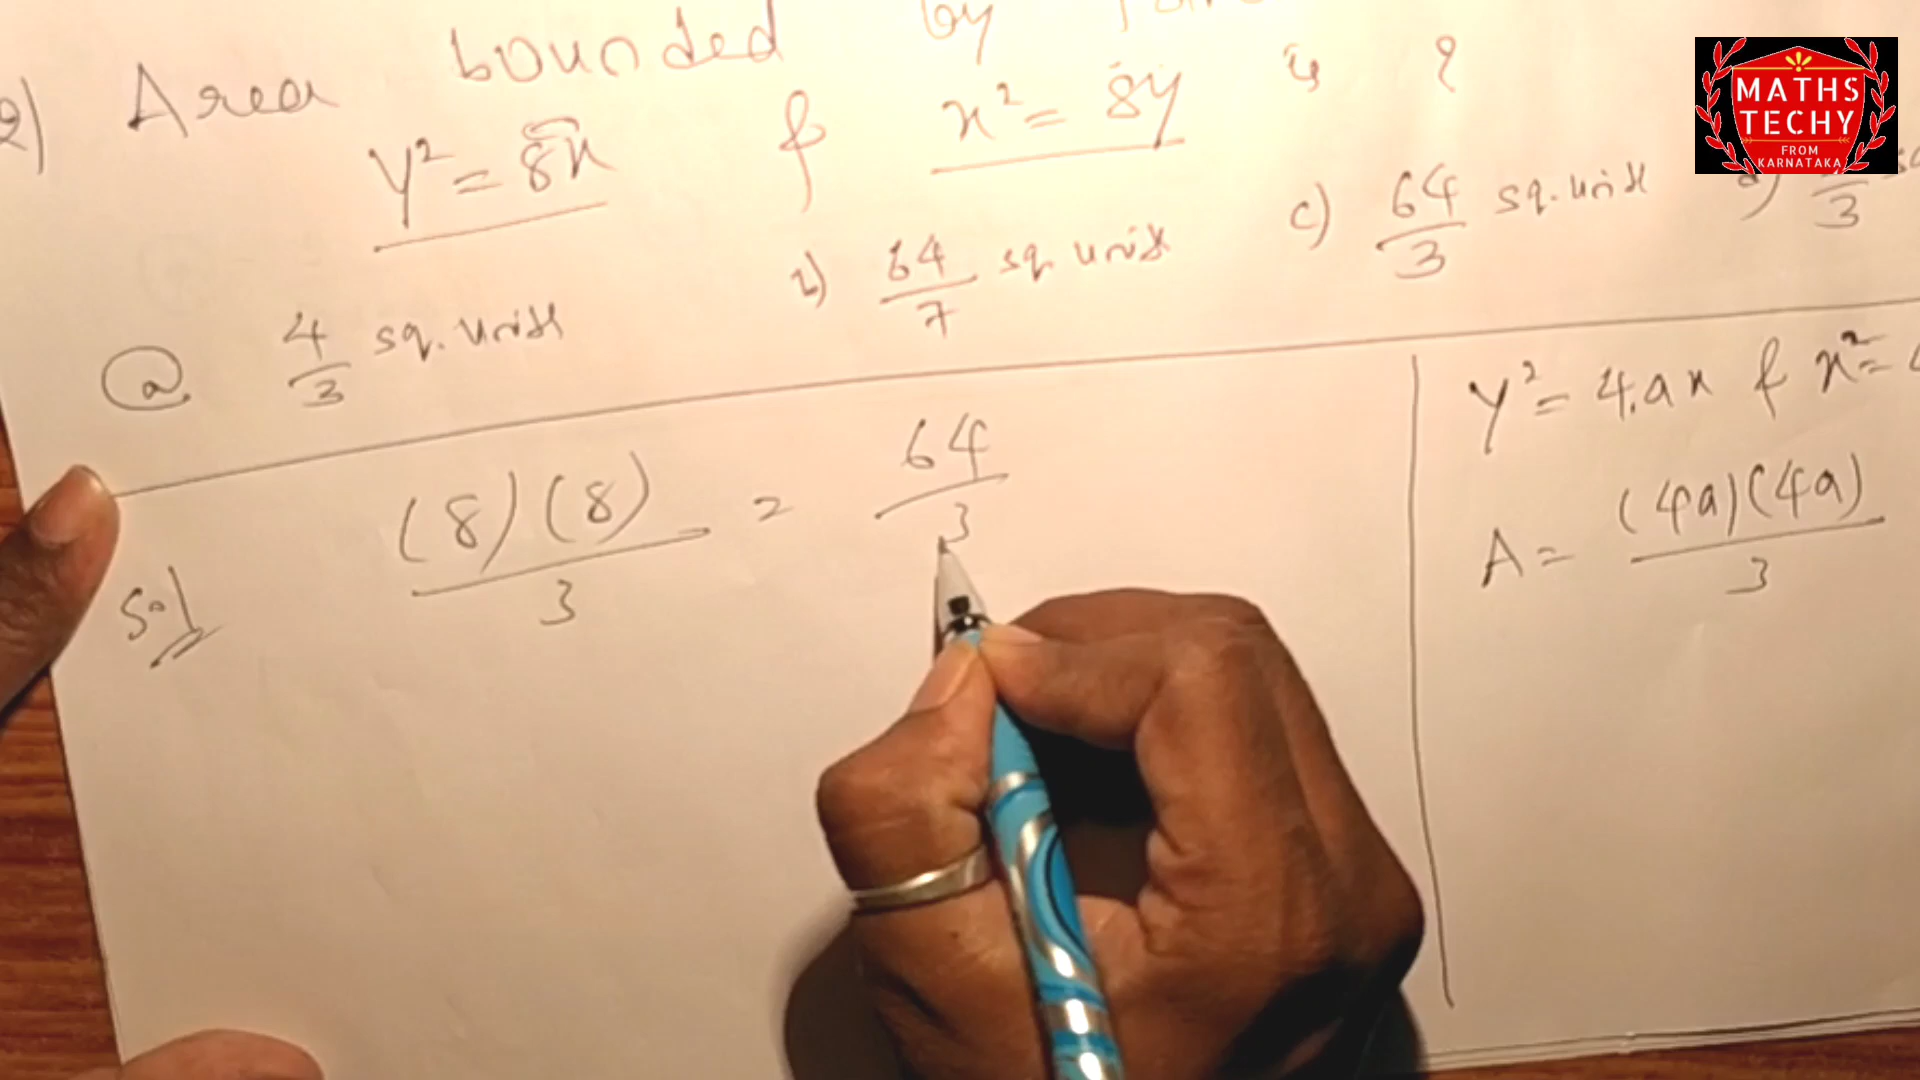 2) Area bounded by
y² = 8x & x² = 8y is ?
a 4/3 sq. units b) 64/7 sq units c) 64/3 sq. units d) /3
y² = 4ax & x² =
Sol (8)(8)/3 = 64/3
A = (4a)(4a)/3
MATHS
TECHY
FROM
KARNATAKA